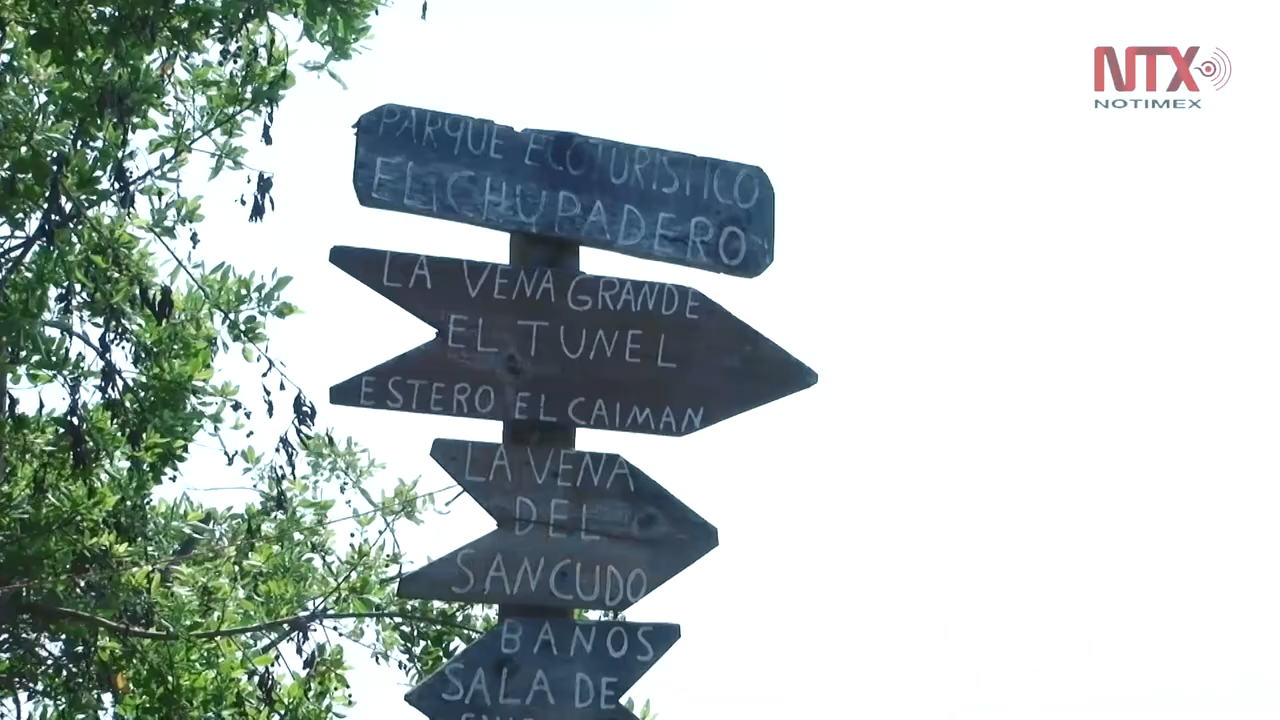 NTX
NOTIMEX
PARQUE ECOTURISTICO
EL CHUPADERO
LA VENA GRANDE
EL TUNEL
ESTERO EL CAIMAN
LA VENA
DEL
SANCUDO
BANOS
SALA DE